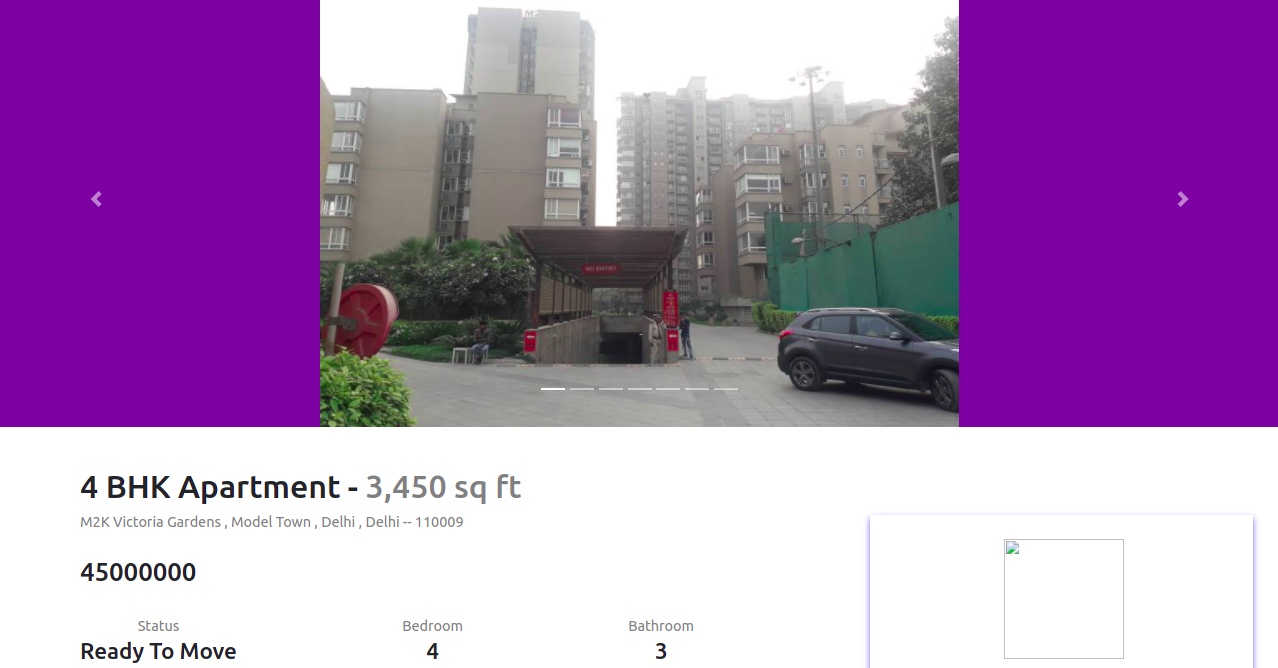 M2
NO ENTRY
4 BHK Apartment - 3,450 sq ft
M2K Victoria Gardens , Model Town , Delhi , Delhi -- 110009
45000000
Status
Bedroom
Bathroom
Ready To Move
4
3